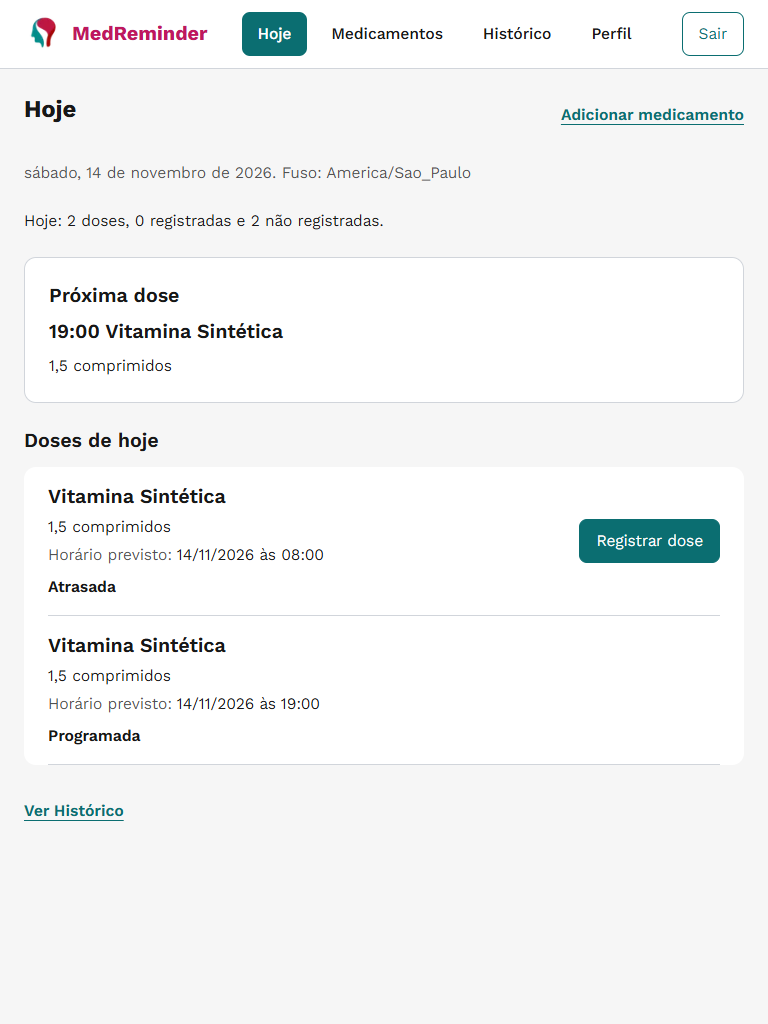 MedReminder
Hoje
Medicamentos
Histórico
Perfil
Sair
Hoje
Adicionar medicamento
sábado, 14 de novembro de 2026. Fuso: America/Sao_Paulo
Hoje: 2 doses, 0 registradas e 2 não registradas.
Próxima dose
19:00 Vitamina Sintética
1,5 comprimidos
Doses de hoje
Vitamina Sintética
1,5 comprimidos
Horário previsto: 14/11/2026 às 08:00
Atrasada
Registrar dose
Vitamina Sintética
1,5 comprimidos
Horário previsto: 14/11/2026 às 19:00
Programada
Ver Histórico